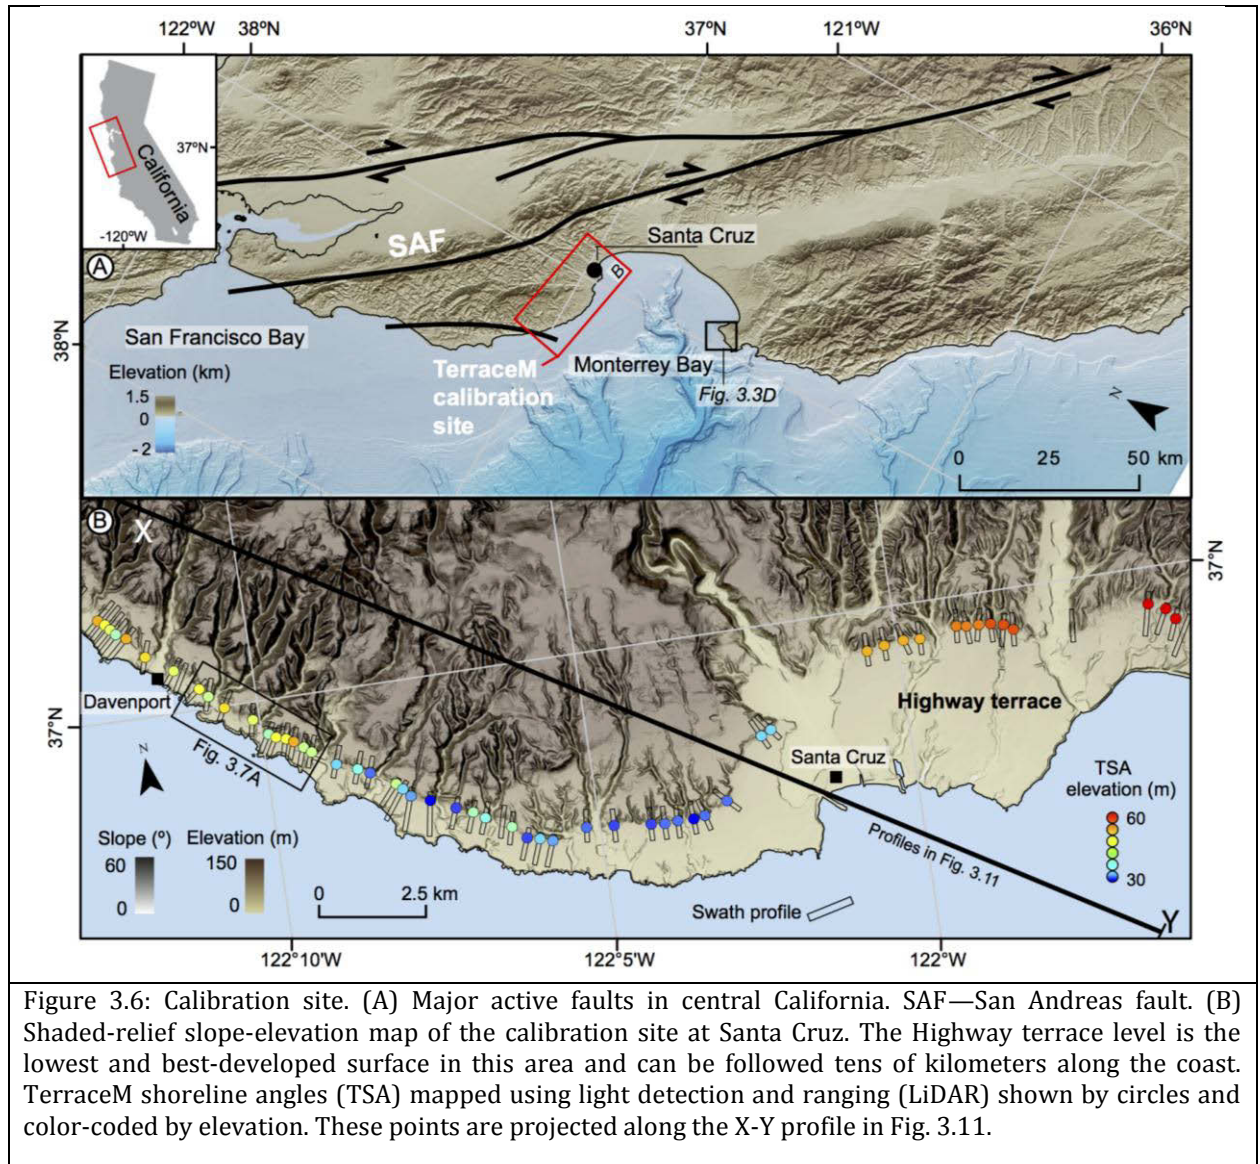 122ºW 38ºN 37ºN 121ºW 36ºN
37ºN
California
-120ºW
A
SAF
Santa Cruz
B
38ºN
San Francisco Bay
Elevation (km)
1.5
0
- 2
TerraceM
calibration
site
Monterrey Bay
Fig. 3.3D
N
0 25 50 km
B
X
37ºN
Davenport
37ºN
Fig. 3.7A
N
Highway terrace
Santa Cruz
TSA
elevation (m)
60
30
Slope (º)
60
0
Elevation (m)
150
0
0 2.5 km
Profiles in Fig. 3.11
Swath profile
Y
122º10'W 122º5'W 122ºW
Figure 3.6: Calibration site. (A) Major active faults in central California. SAF—San Andreas fault. (B)
Shaded-relief slope-elevation map of the calibration site at Santa Cruz. The Highway terrace level is the
lowest and best-developed surface in this area and can be followed tens of kilometers along the coast.
TerraceM shoreline angles (TSA) mapped using light detection and ranging (LiDAR) shown by circles and
color-coded by elevation. These points are projected along the X-Y profile in Fig. 3.11.